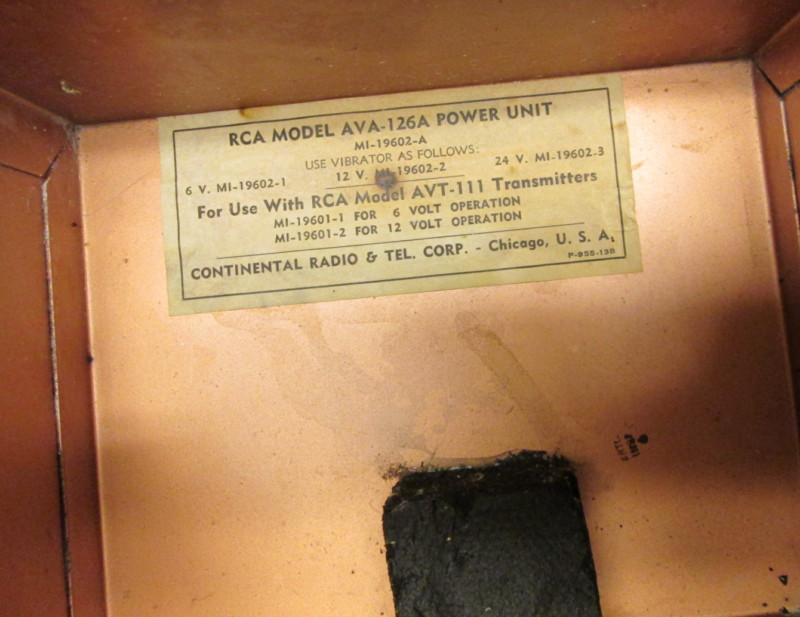 RCA MODEL AVA-126A POWER UNIT
MI-19602-A
USE VIBRATOR AS FOLLOWS:
6 V. MI-19602-1 12 V. MI-19602-2 24 V. MI-19602-3
For Use With RCA Model AVT-111 Transmitters
MI-19601-1 FOR 6 VOLT OPERATION
MI-19601-2 FOR 12 VOLT OPERATION
CONTINENTAL RADIO & TEL. CORP. - Chicago, U. S. A.
P-955-13B